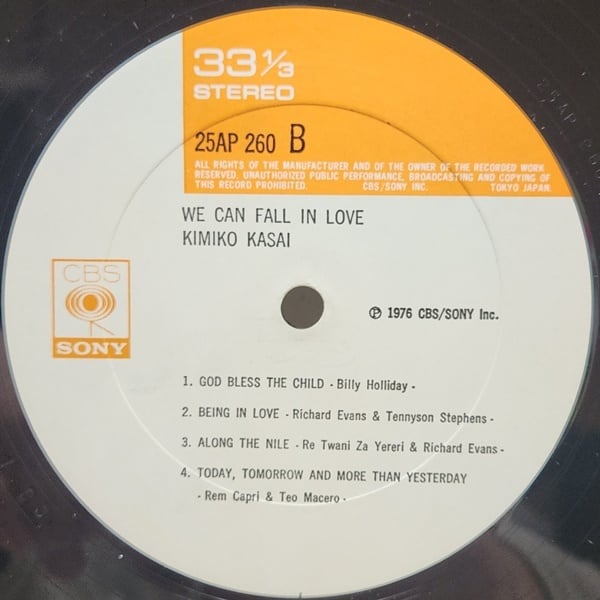 33 1/3
STEREO
25AP 260 B
ALL RIGHTS OF THE MANUFACTURER AND OF THE OWNER OF THE RECORDED WORK
RESERVED. UNAUTHORIZED PUBLIC PERFORMANCE, BROADCASTING AND COPYING OF
THIS RECORD PROHIBITED. CBS/SONY INC. TOKYO JAPAN
WE CAN FALL IN LOVE
KIMIKO KASAI
CBS
SONY
℗ 1976 CBS/SONY Inc.
1. GOD BLESS THE CHILD - Billy Holliday -
2. BEING IN LOVE - Richard Evans & Tennyson Stephens -
3. ALONG THE NILE - Re Twani Za Yereri & Richard Evans -
4. TODAY, TOMORROW AND MORE THAN YESTERDAY
- Rem Capri & Teo Macero -